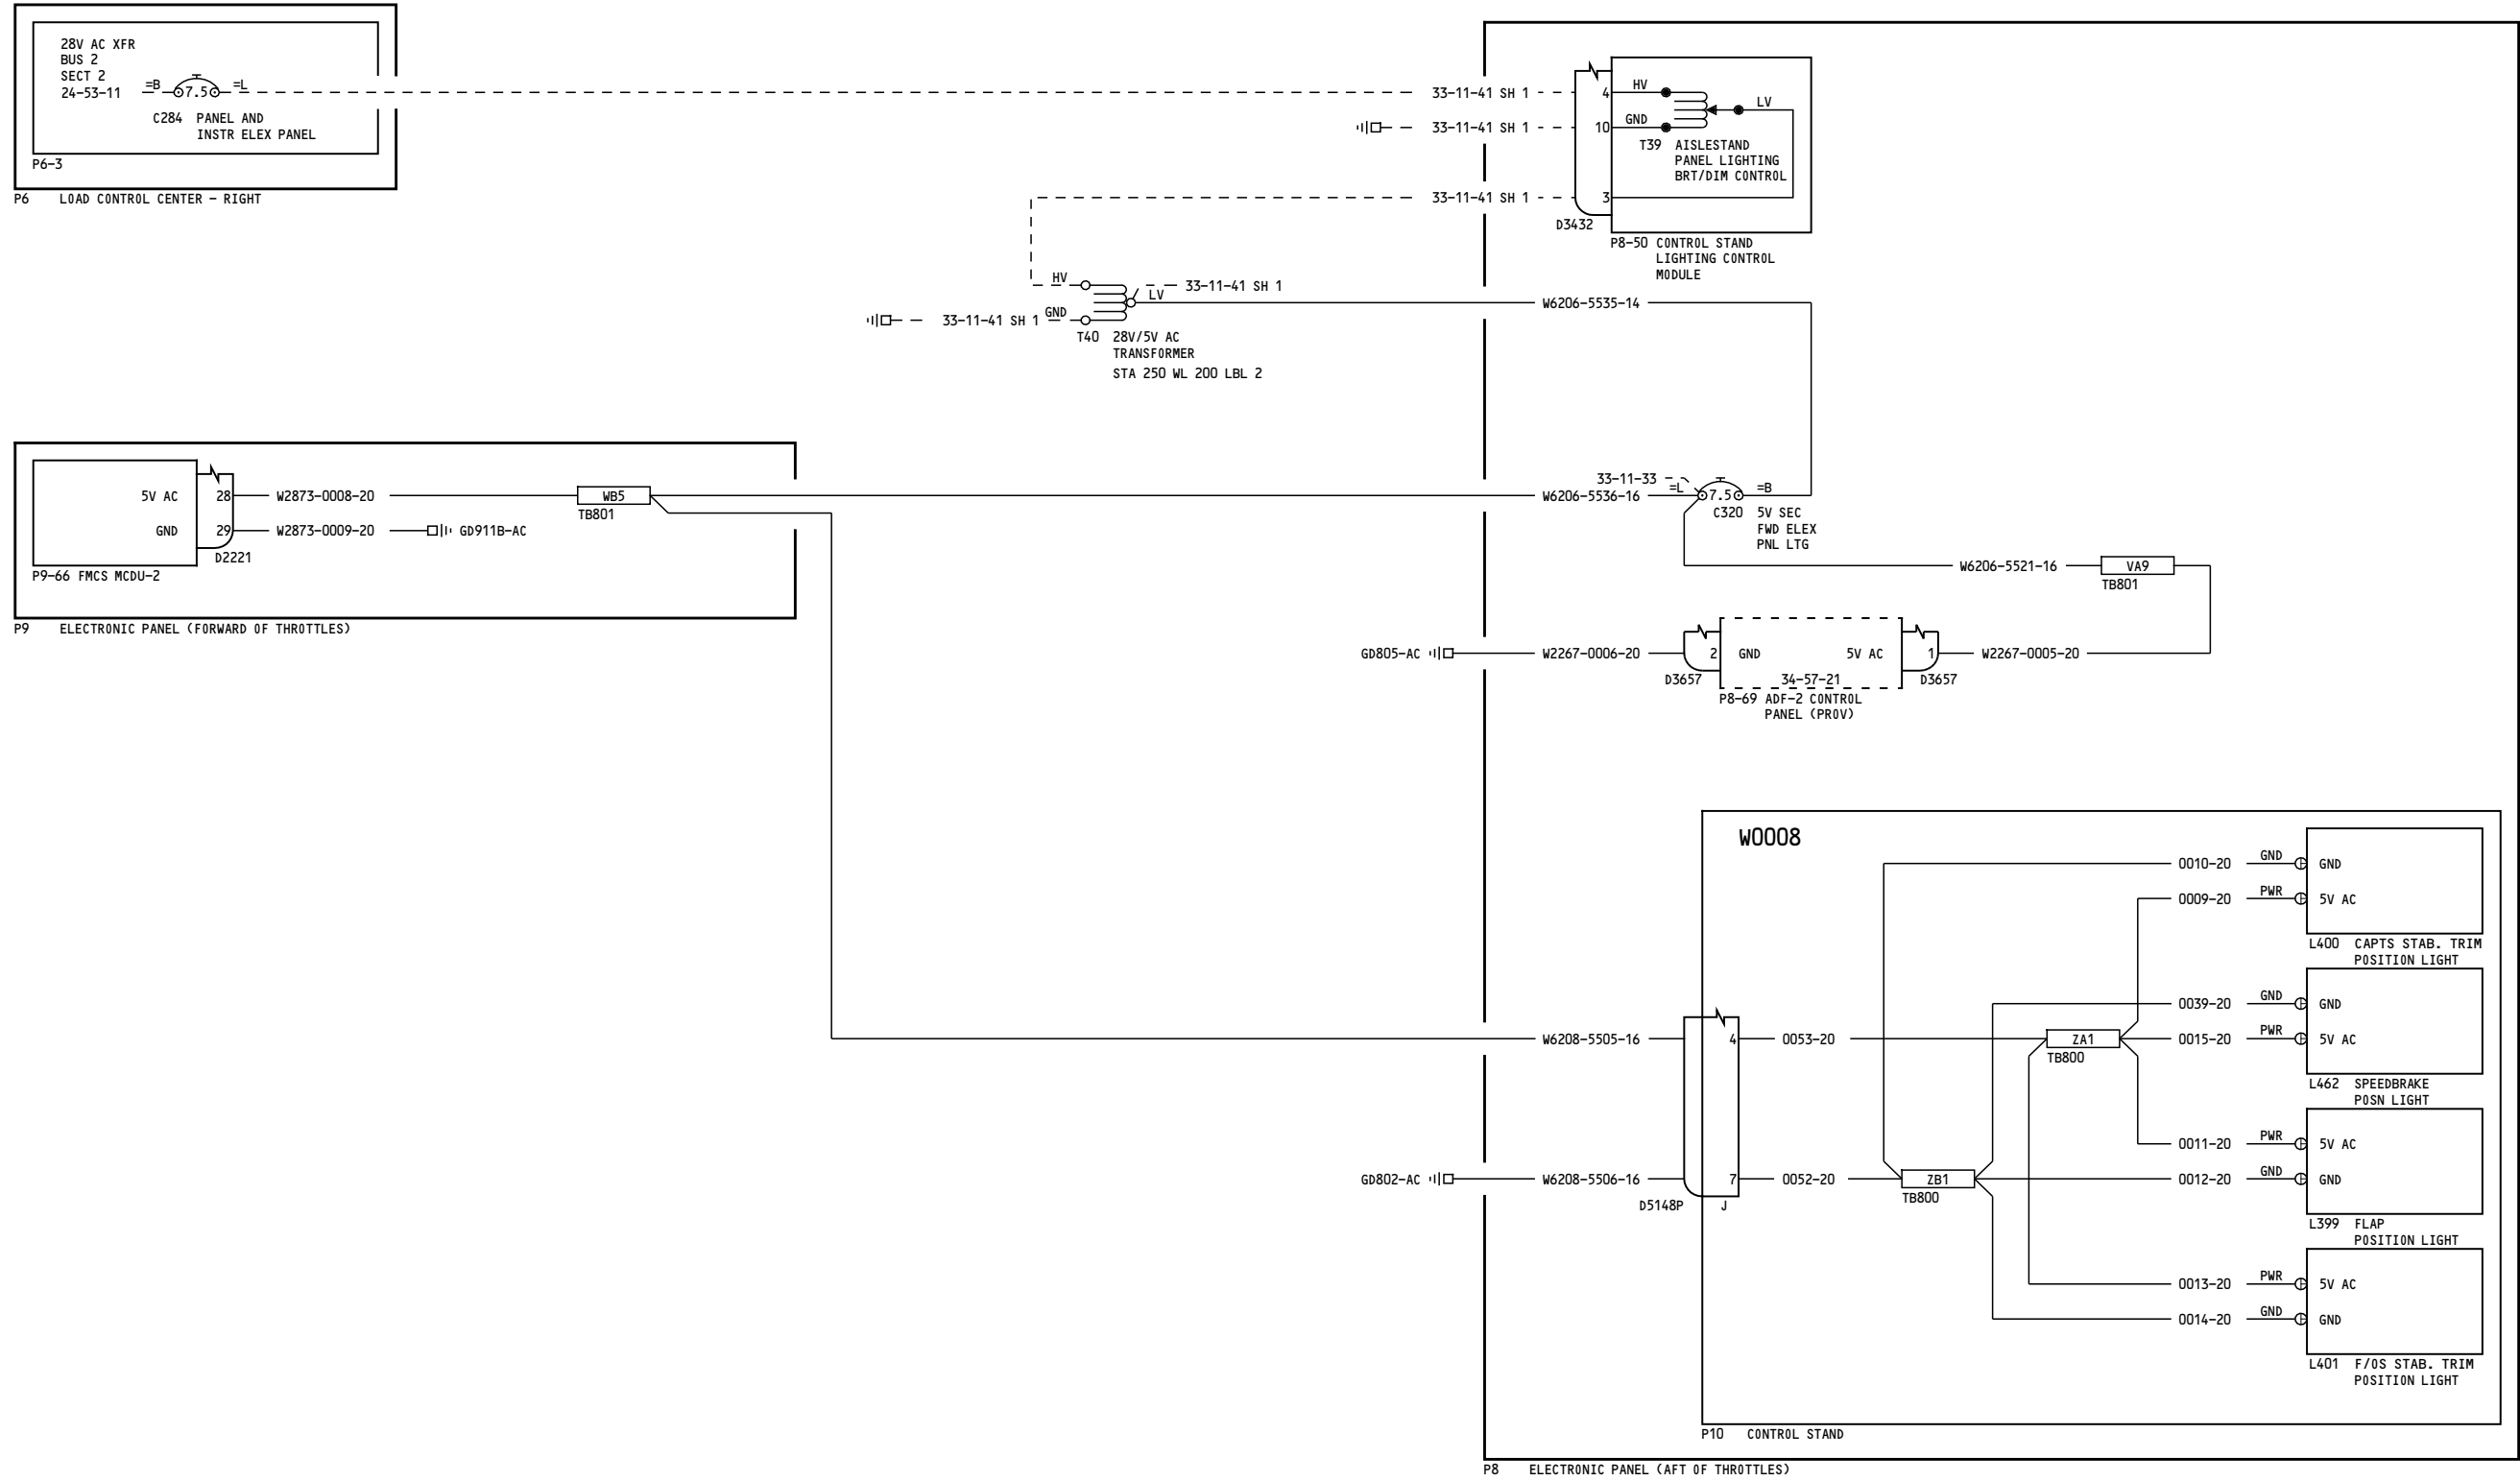 28V AC XFR
BUS 2
SECT 2
24-53-11
=B
7.5
=L
C284 PANEL AND
INSTR ELEX PANEL
P6-3
P6 LOAD CONTROL CENTER - RIGHT
33-11-41 SH 1
4
HV
LV
33-11-41 SH 1
10
GND
T39 AISLESTAND
PANEL LIGHTING
BRT/DIM CONTROL
33-11-41 SH 1
3
D3432
P8-50 CONTROL STAND
LIGHTING CONTROL
MODULE
HV
33-11-41 SH 1
LV
W6206-5535-14
33-11-41 SH 1
GND
T40 28V/5V AC
TRANSFORMER
STA 250 WL 200 LBL 2
5V AC
28
W2873-0008-20
WB5
TB801
GND
29
W2873-0009-20
GD911B-AC
D2221
P9-66 FMCS MCDU-2
P9 ELECTRONIC PANEL (FORWARD OF THROTTLES)
33-11-33
W6206-5536-16
=L
7.5
=B
C320 5V SEC
FWD ELEX
PNL LTG
W6206-5521-16
VA9
TB801
GD805-AC
W2267-0006-20
2
GND
5V AC
1
W2267-0005-20
D3657
34-57-21
D3657
P8-69 ADF-2 CONTROL
PANEL (PROV)
W0008
0010-20
GND
GND
0009-20
PWR
5V AC
L400 CAPTS STAB. TRIM
POSITION LIGHT
0039-20
GND
GND
W6208-5505-16
4
0053-20
ZA1
TB800
0015-20
PWR
5V AC
L462 SPEEDBRAKE
POSN LIGHT
0011-20
PWR
5V AC
GD802-AC
W6208-5506-16
7
0052-20
ZB1
TB800
0012-20
GND
GND
D5148P
J
L399 FLAP
POSITION LIGHT
0013-20
PWR
5V AC
0014-20
GND
GND
L401 F/OS STAB. TRIM
POSITION LIGHT
P10 CONTROL STAND
P8 ELECTRONIC PANEL (AFT OF THROTTLES)